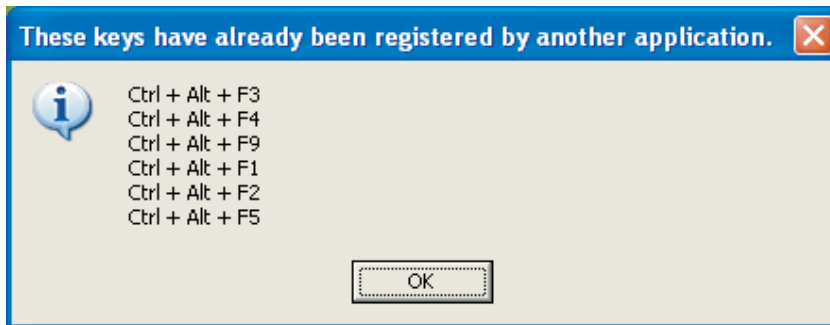 These keys have already been registered by another application.
Ctrl + Alt + F3
Ctrl + Alt + F4
Ctrl + Alt + F9
Ctrl + Alt + F1
Ctrl + Alt + F2
Ctrl + Alt + F5
OK